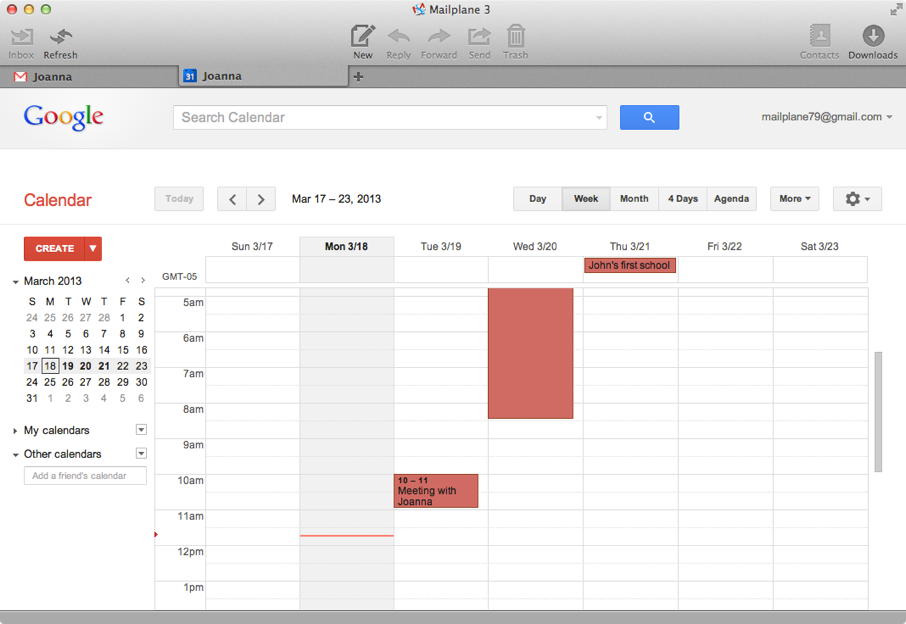 Mailplane 3
Inbox Refresh New Reply Forward Send Trash Contacts Downloads
Joanna 31 Joanna +
Google Search Calendar mailplane79@gmail.com
Calendar Today Mar 17 – 23, 2013 Day Week Month 4 Days Agenda More
CREATE
March 2013
S M T W T F S
24 25 26 27 28 1 2
3 4 5 6 7 8 9
10 11 12 13 14 15 16
17 18 19 20 21 22 23
24 25 26 27 28 29 30
31 1 2 3 4 5 6
My calendars
Other calendars
Add a friend's calendar
Sun 3/17 Mon 3/18 Tue 3/19 Wed 3/20 Thu 3/21 Fri 3/22 Sat 3/23
GMT-05
John's first school
5am
6am
7am
8am
9am
10am
10 – 11
Meeting with
Joanna
11am
12pm
1pm